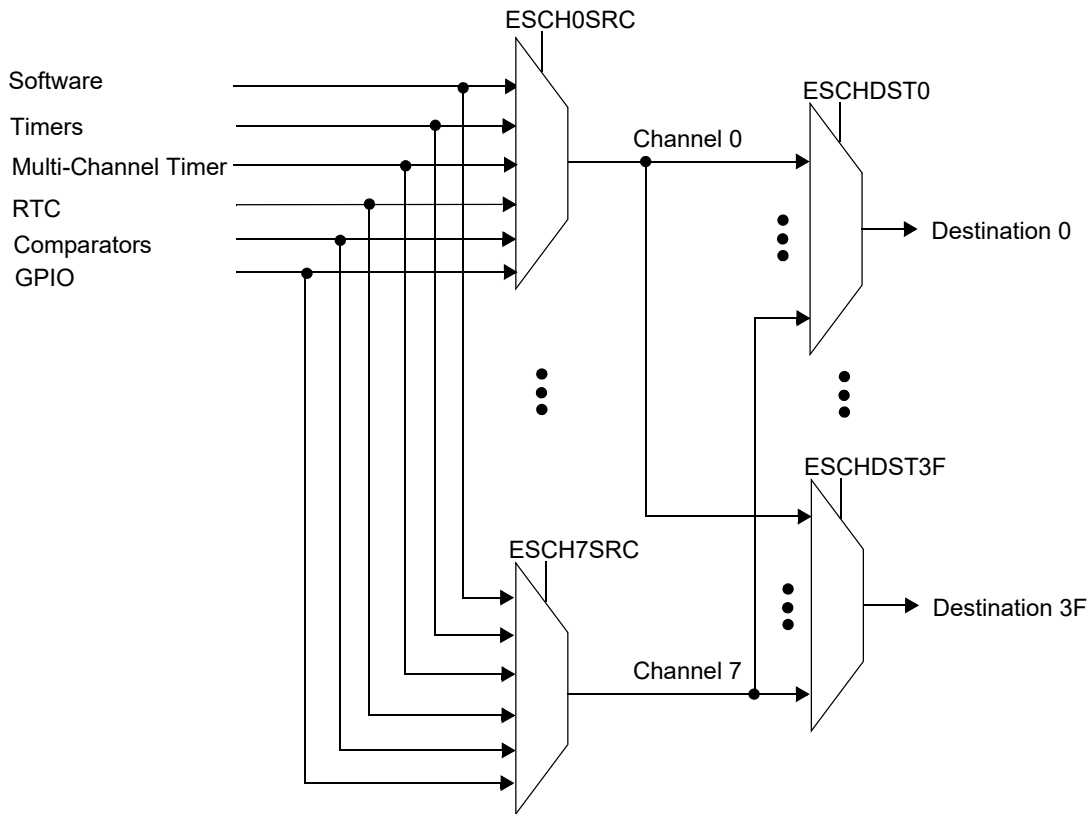 ESCH0SRC
Software
Timers
Multi-Channel Timer
RTC
Comparators
GPIO
ESCHDST0
Channel 0
Destination 0
ESCHDST3F
ESCH7SRC
Destination 3F
Channel 7